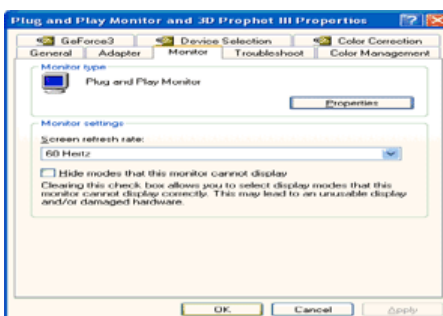 Plug and Play Monitor and 3D Prophet III Properties
GeForce3 Device Selection Color Correction
General Adapter Monitor Troubleshoot Color Management
Monitor type
Plug and Play Monitor
Properties
Monitor settings
Screen refresh rate:
60 Hertz
Hide modes that this monitor cannot display
Clearing this check box allows you to select display modes that this
monitor cannot display correctly. This may lead to an unusable display
and/or damaged hardware.
OK Cancel Apply